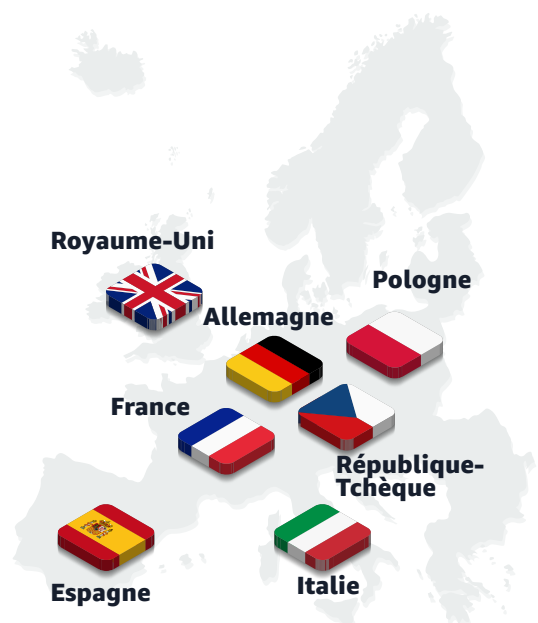 Royaume-Uni
Pologne
Allemagne
France
République-
Tchèque
Italie
Espagne